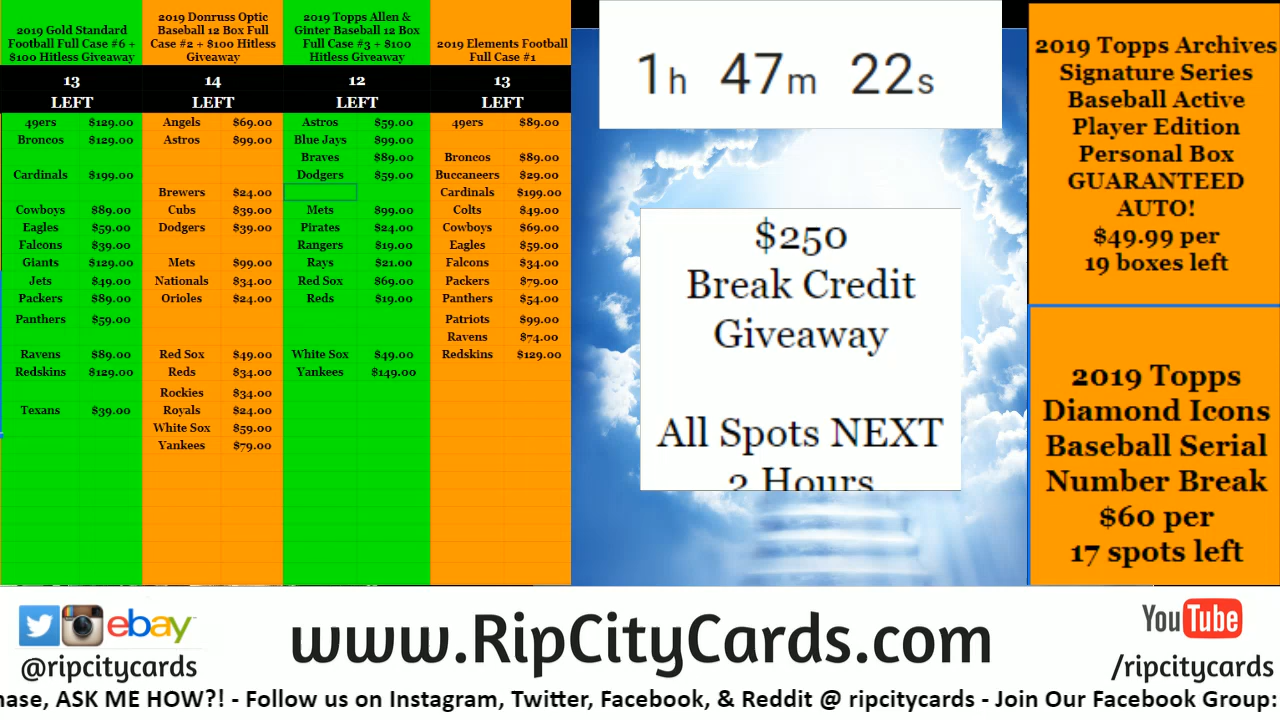 2019 Gold Standard
Football Full Case #6 +
$100 Hitless Giveaway
13
LEFT
49ers $129.00
Broncos $129.00
Cardinals $199.00
Cowboys $89.00
Eagles $59.00
Falcons $39.00
Giants $129.00
Jets $49.00
Packers $89.00
Panthers $59.00
Ravens $89.00
Redskins $129.00
Texans $39.00
2019 Donruss Optic
Baseball 12 Box Full
Case #2 + $100 Hitless
Giveaway
14
LEFT
Angels $69.00
Astros $99.00
Brewers $24.00
Cubs $39.00
Dodgers $39.00
Mets $99.00
Nationals $34.00
Orioles $24.00
Red Sox $49.00
Reds $34.00
Rockies $34.00
Royals $24.00
White Sox $59.00
Yankees $79.00
2019 Topps Allen &
Ginter Baseball 12 Box
Full Case #3 + $100
Hitless Giveaway
12
LEFT
Astros $59.00
Blue Jays $99.00
Braves $89.00
Dodgers $59.00
Mets $99.00
Pirates $24.00
Rangers $19.00
Rays $21.00
Red Sox $69.00
Reds $19.00
White Sox $49.00
Yankees $149.00
2019 Elements Football
Full Case #1
13
LEFT
49ers $89.00
Broncos $89.00
Buccaneers $29.00
Cardinals $199.00
Colts $49.00
Cowboys $69.00
Eagles $59.00
Falcons $34.00
Packers $79.00
Panthers $54.00
Patriots $99.00
Ravens $74.00
Redskins $129.00
1h 47m 22s
$250
Break Credit
Giveaway
All Spots NEXT
2 Hours
2019 Topps Archives
Signature Series
Baseball Active
Player Edition
Personal Box
GUARANTEED
AUTO!
$49.99 per
19 boxes left
2019 Topps
Diamond Icons
Baseball Serial
Number Break
$60 per
17 spots left
ebay
@ripcitycards
www.RipCityCards.com
YouTube
/ripcitycards
hase, ASK ME HOW?! - Follow us on Instagram, Twitter, Facebook, & Reddit @ ripcitycards - Join Our Facebook Group: